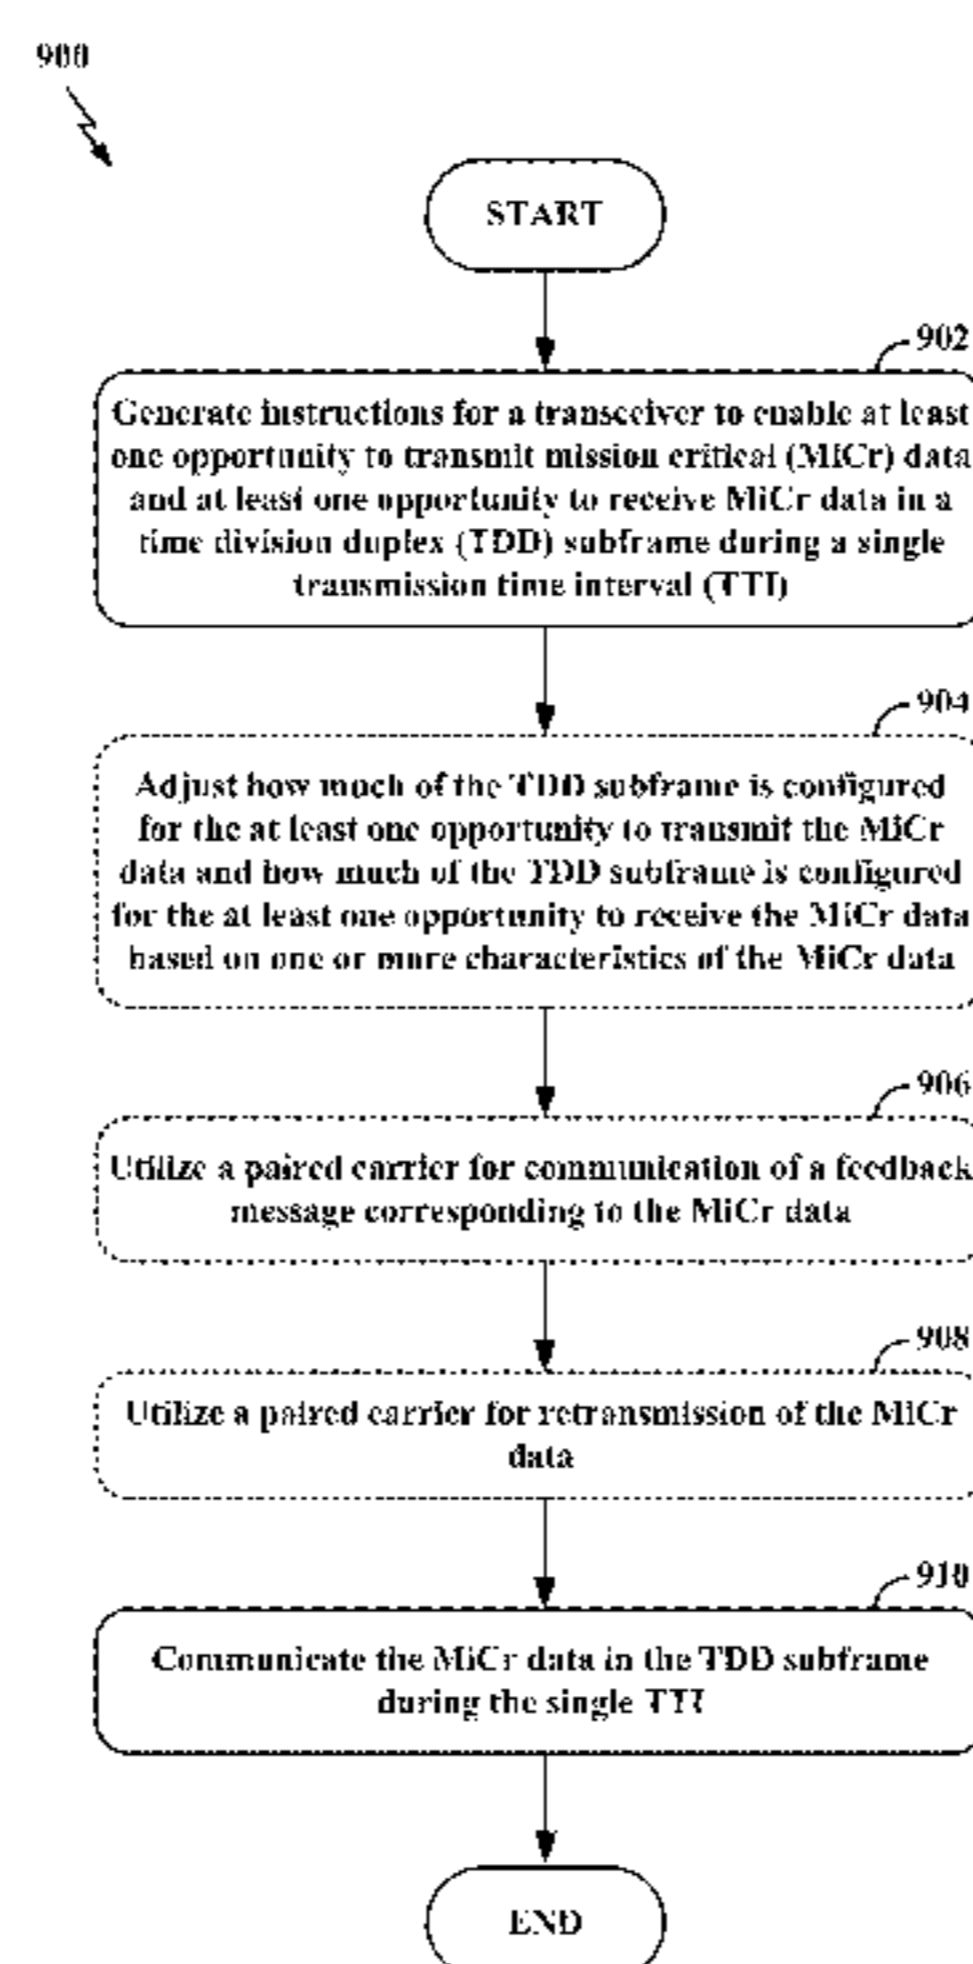 900
START
902
Generate instructions for a transceiver to enable at least
one opportunity to transmit mission critical (MiCr) data
and at least one opportunity to receive MiCr data in a
time division duplex (TDD) subframe during a single
transmission time interval (TTI)
904
Adjust how much of the TDD subframe is configured
for the at least one opportunity to transmit the MiCr
data and how much of the TDD subframe is configured
for the at least one opportunity to receive the MiCr data
based on one or more characteristics of the MiCr data
906
Utilize a paired carrier for communication of a feedback
message corresponding to the MiCr data
908
Utilize a paired carrier for retransmission of the MiCr
data
910
Communicate the MiCr data in the TDD subframe
during the single TTI
END